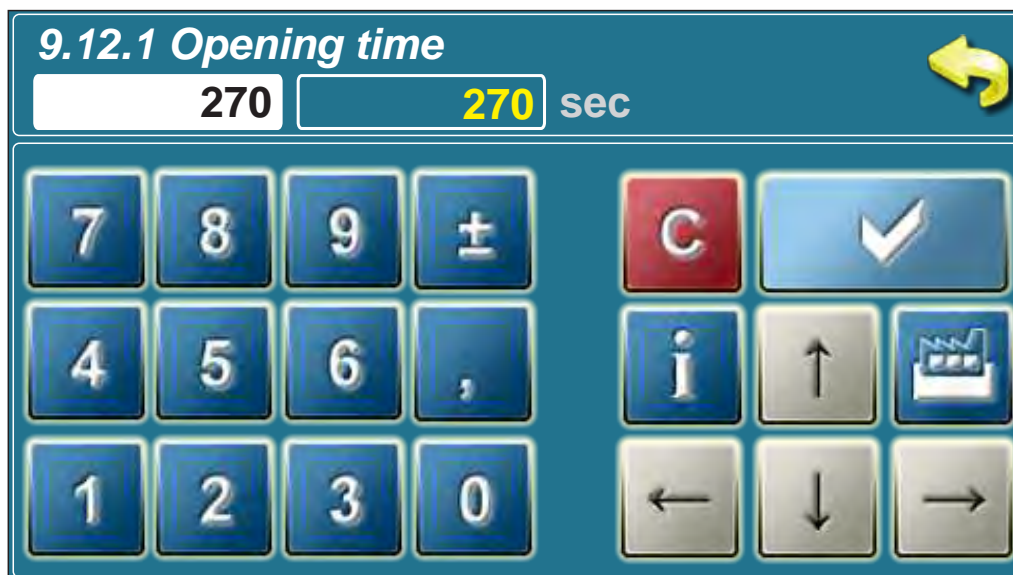 9.12.1 Opening time
270 270 sec
7 8 9 ± C
4 5 6 , i ↑
1 2 3 0 ← ↓ →